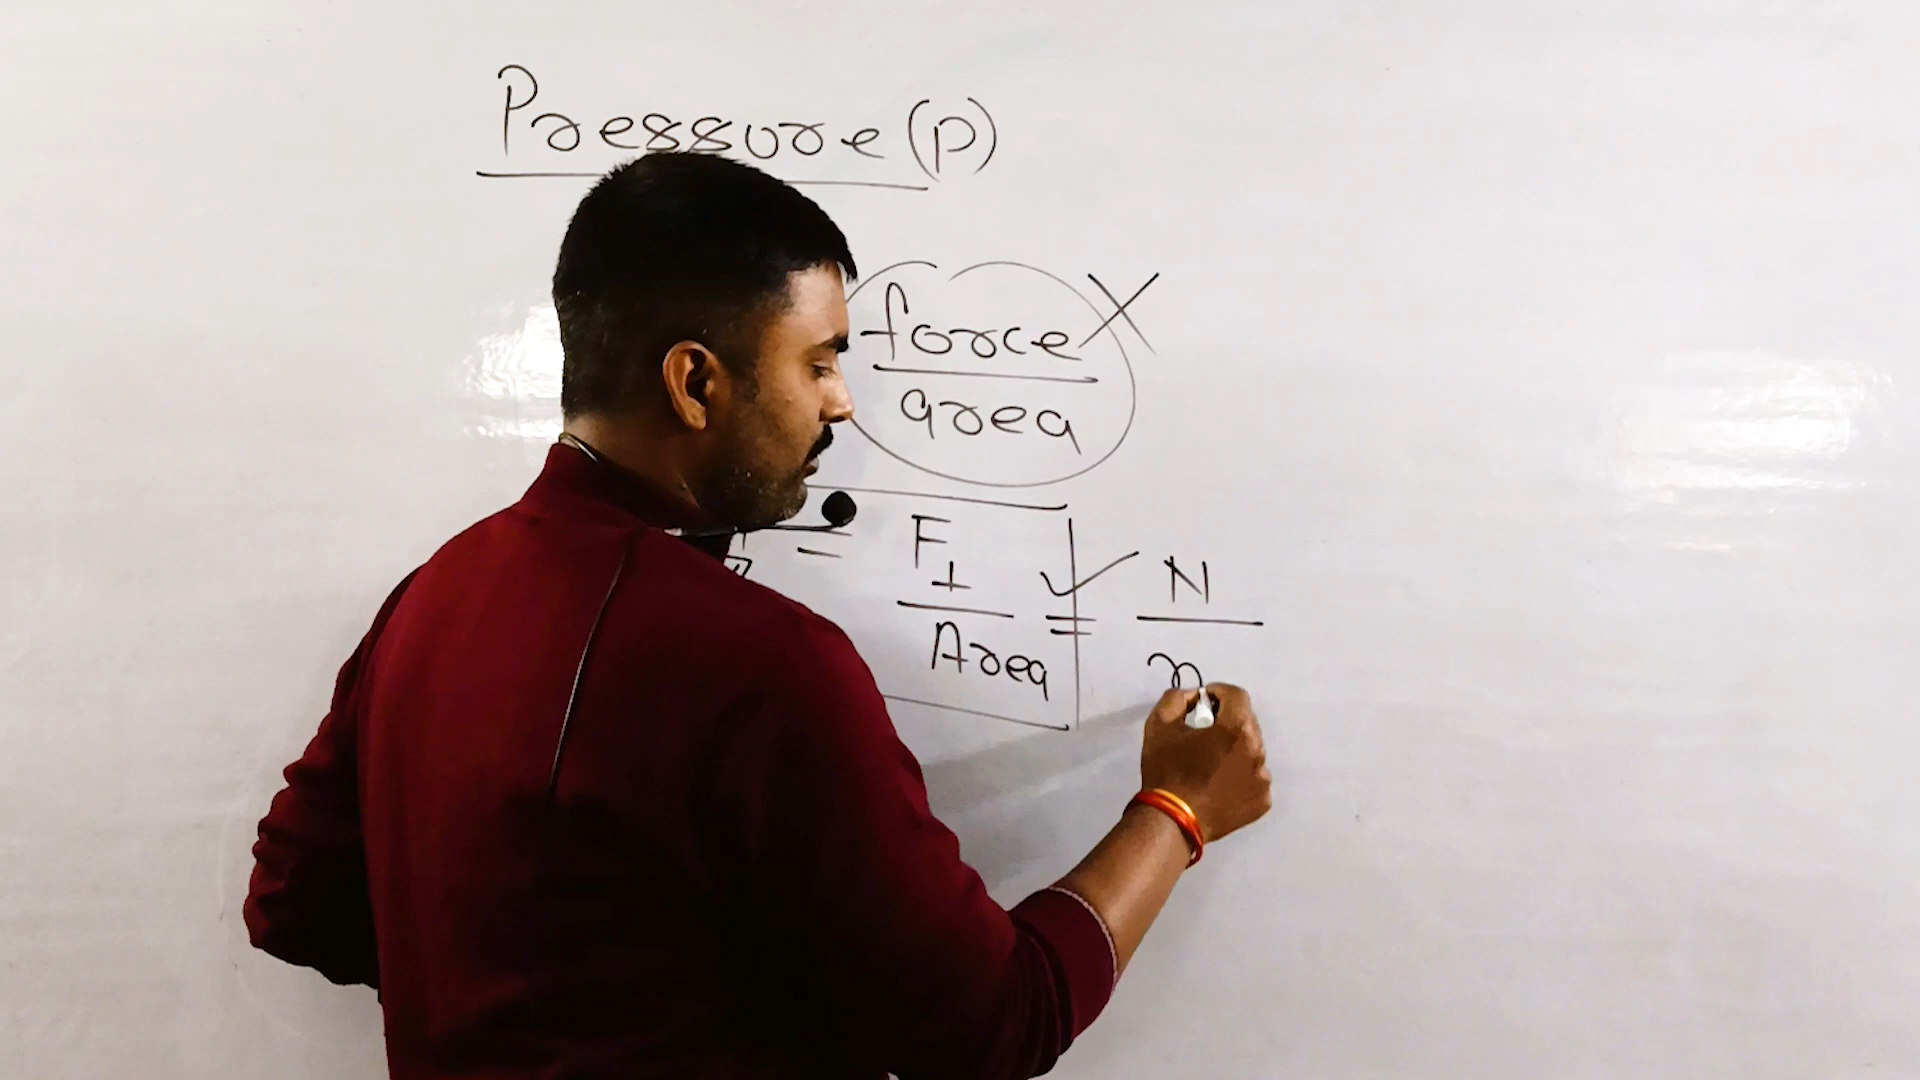 Pressure (P)
force X
area
= F⊥ ✓
Area
= N
m